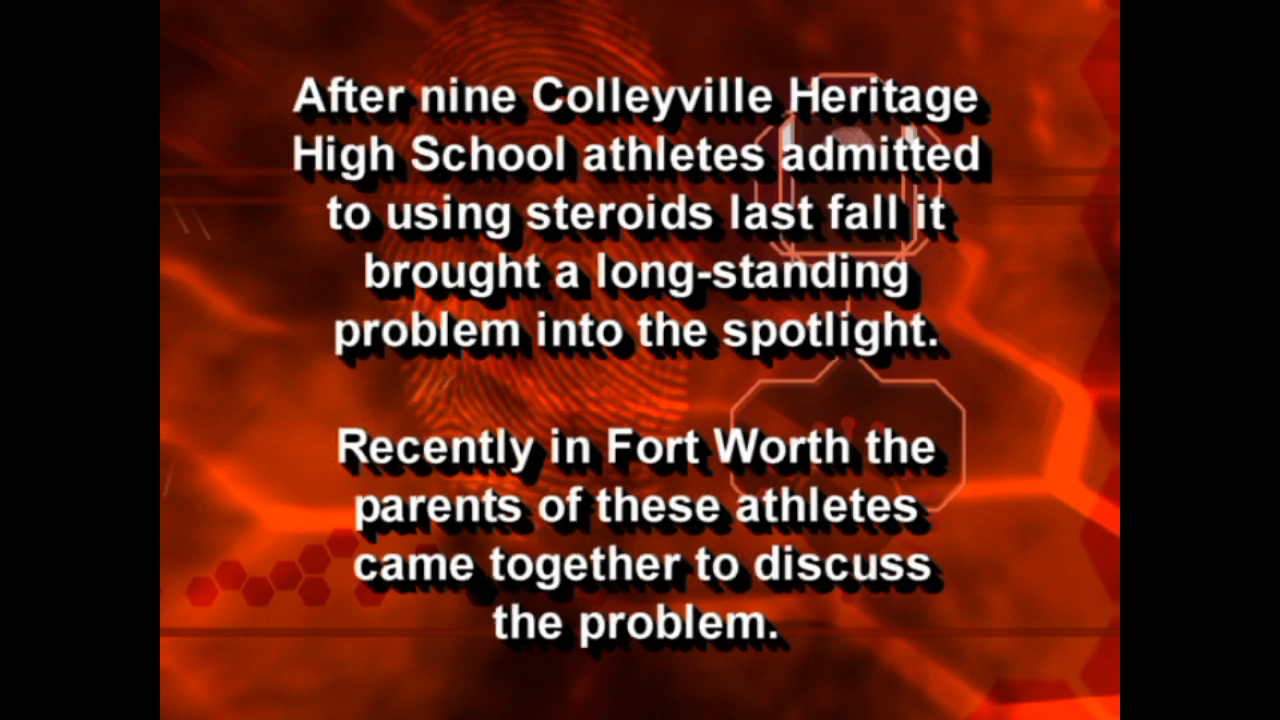 After nine Colleyville Heritage
High School athletes admitted
to using steroids last fall it
brought a long-standing
problem into the spotlight.
Recently in Fort Worth the
parents of these athletes
came together to discuss
the problem.